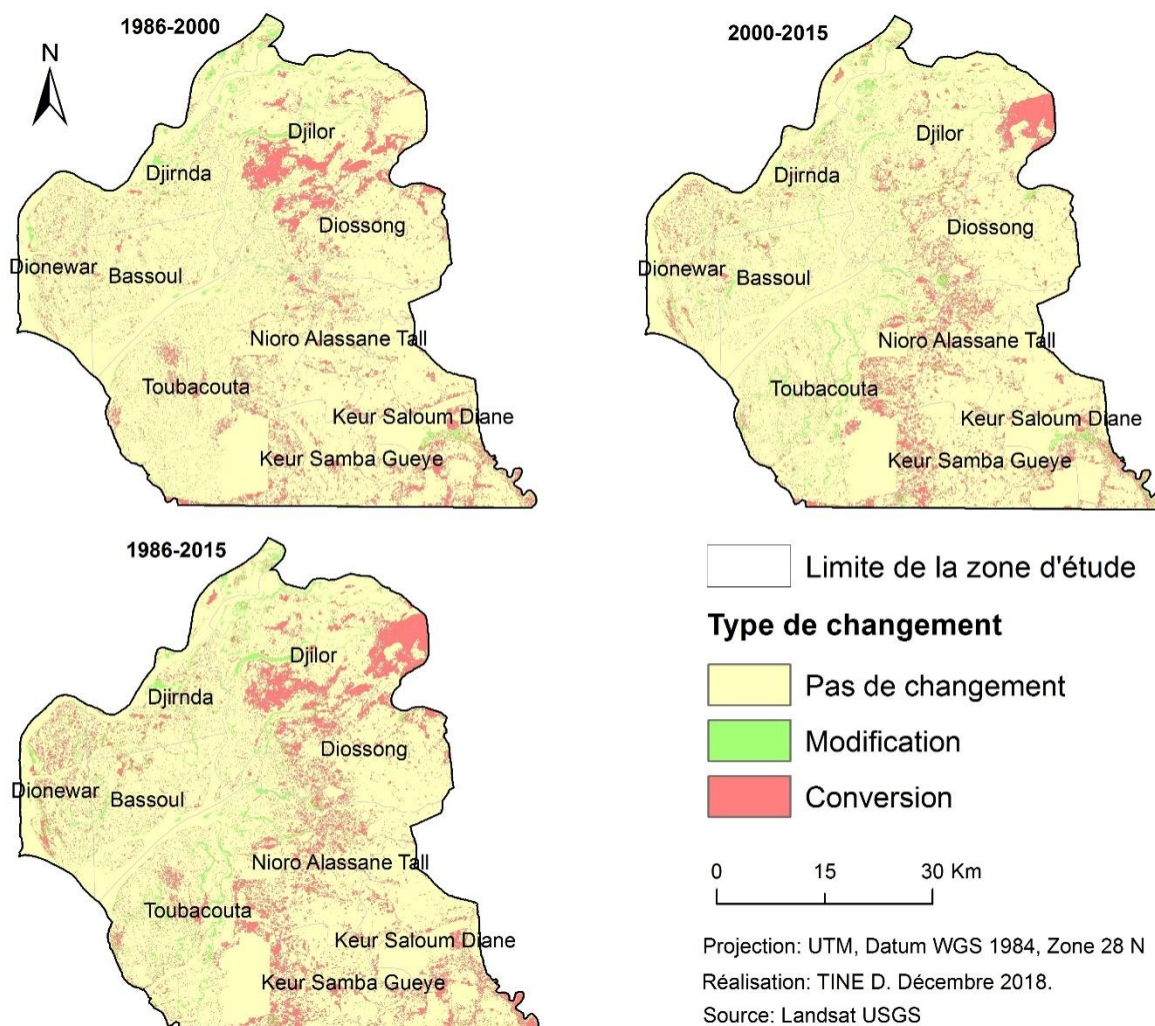 1986-2000
N
Djilor
Djirnda
Diossong
Dionewar
Bassoul
Nioro Alassane Tall
Toubacouta
Keur Saloum Diane
Keur Samba Gueye
2000-2015
Djilor
Djirnda
Diossong
Dionewar
Bassoul
Nioro Alassane Tall
Toubacouta
Keur Saloum Diane
Keur Samba Gueye
1986-2015
Djilor
Djirnda
Diossong
Dionewar
Bassoul
Nioro Alassane Tall
Toubacouta
Keur Saloum Diane
Keur Samba Gueye
Limite de la zone d'étude
Type de changement
Pas de changement
Modification
Conversion
0 15 30 Km
Projection: UTM, Datum WGS 1984, Zone 28 N
Réalisation: TINE D. Décembre 2018.
Source: Landsat USGS